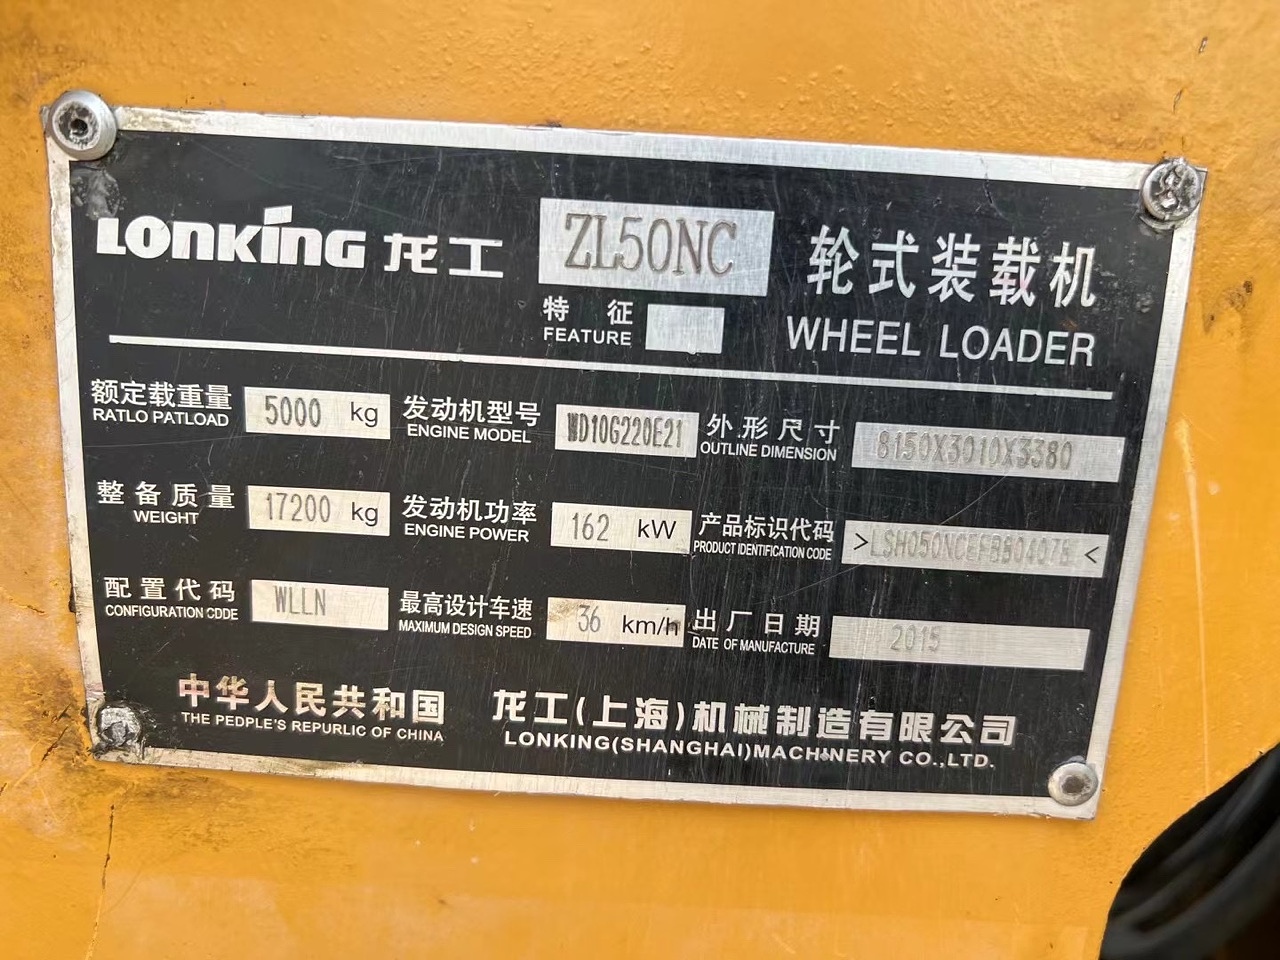 LONKING 龙工 ZL50NC 轮式装载机
特 征
FEATURE
WHEEL LOADER
额定载重量 5000 kg 发动机型号 WD10G220E21 外形尺寸 8150X3010X3380
RATLO PATLOAD ENGINE MODEL OUTLINE DIMENSION
整备质量 17200 kg 发动机功率 162 kW 产品标识代码 > <
WEIGHT ENGINE POWER PRODUCT IDENTIFICATION CODE
配置代码 WLLN 最高设计车速 36 km/h 出厂日期 2015
CONFIGURATION CDDE MAXIMUM DESIGN SPEED DATE OF MANUFACTURE
中华人民共和国 龙工(上海)机械制造有限公司
THE PEDPLE'S REPURLIC OF CHINA LONKING(SHANGHAI)MACHINERY CO.,LTD.